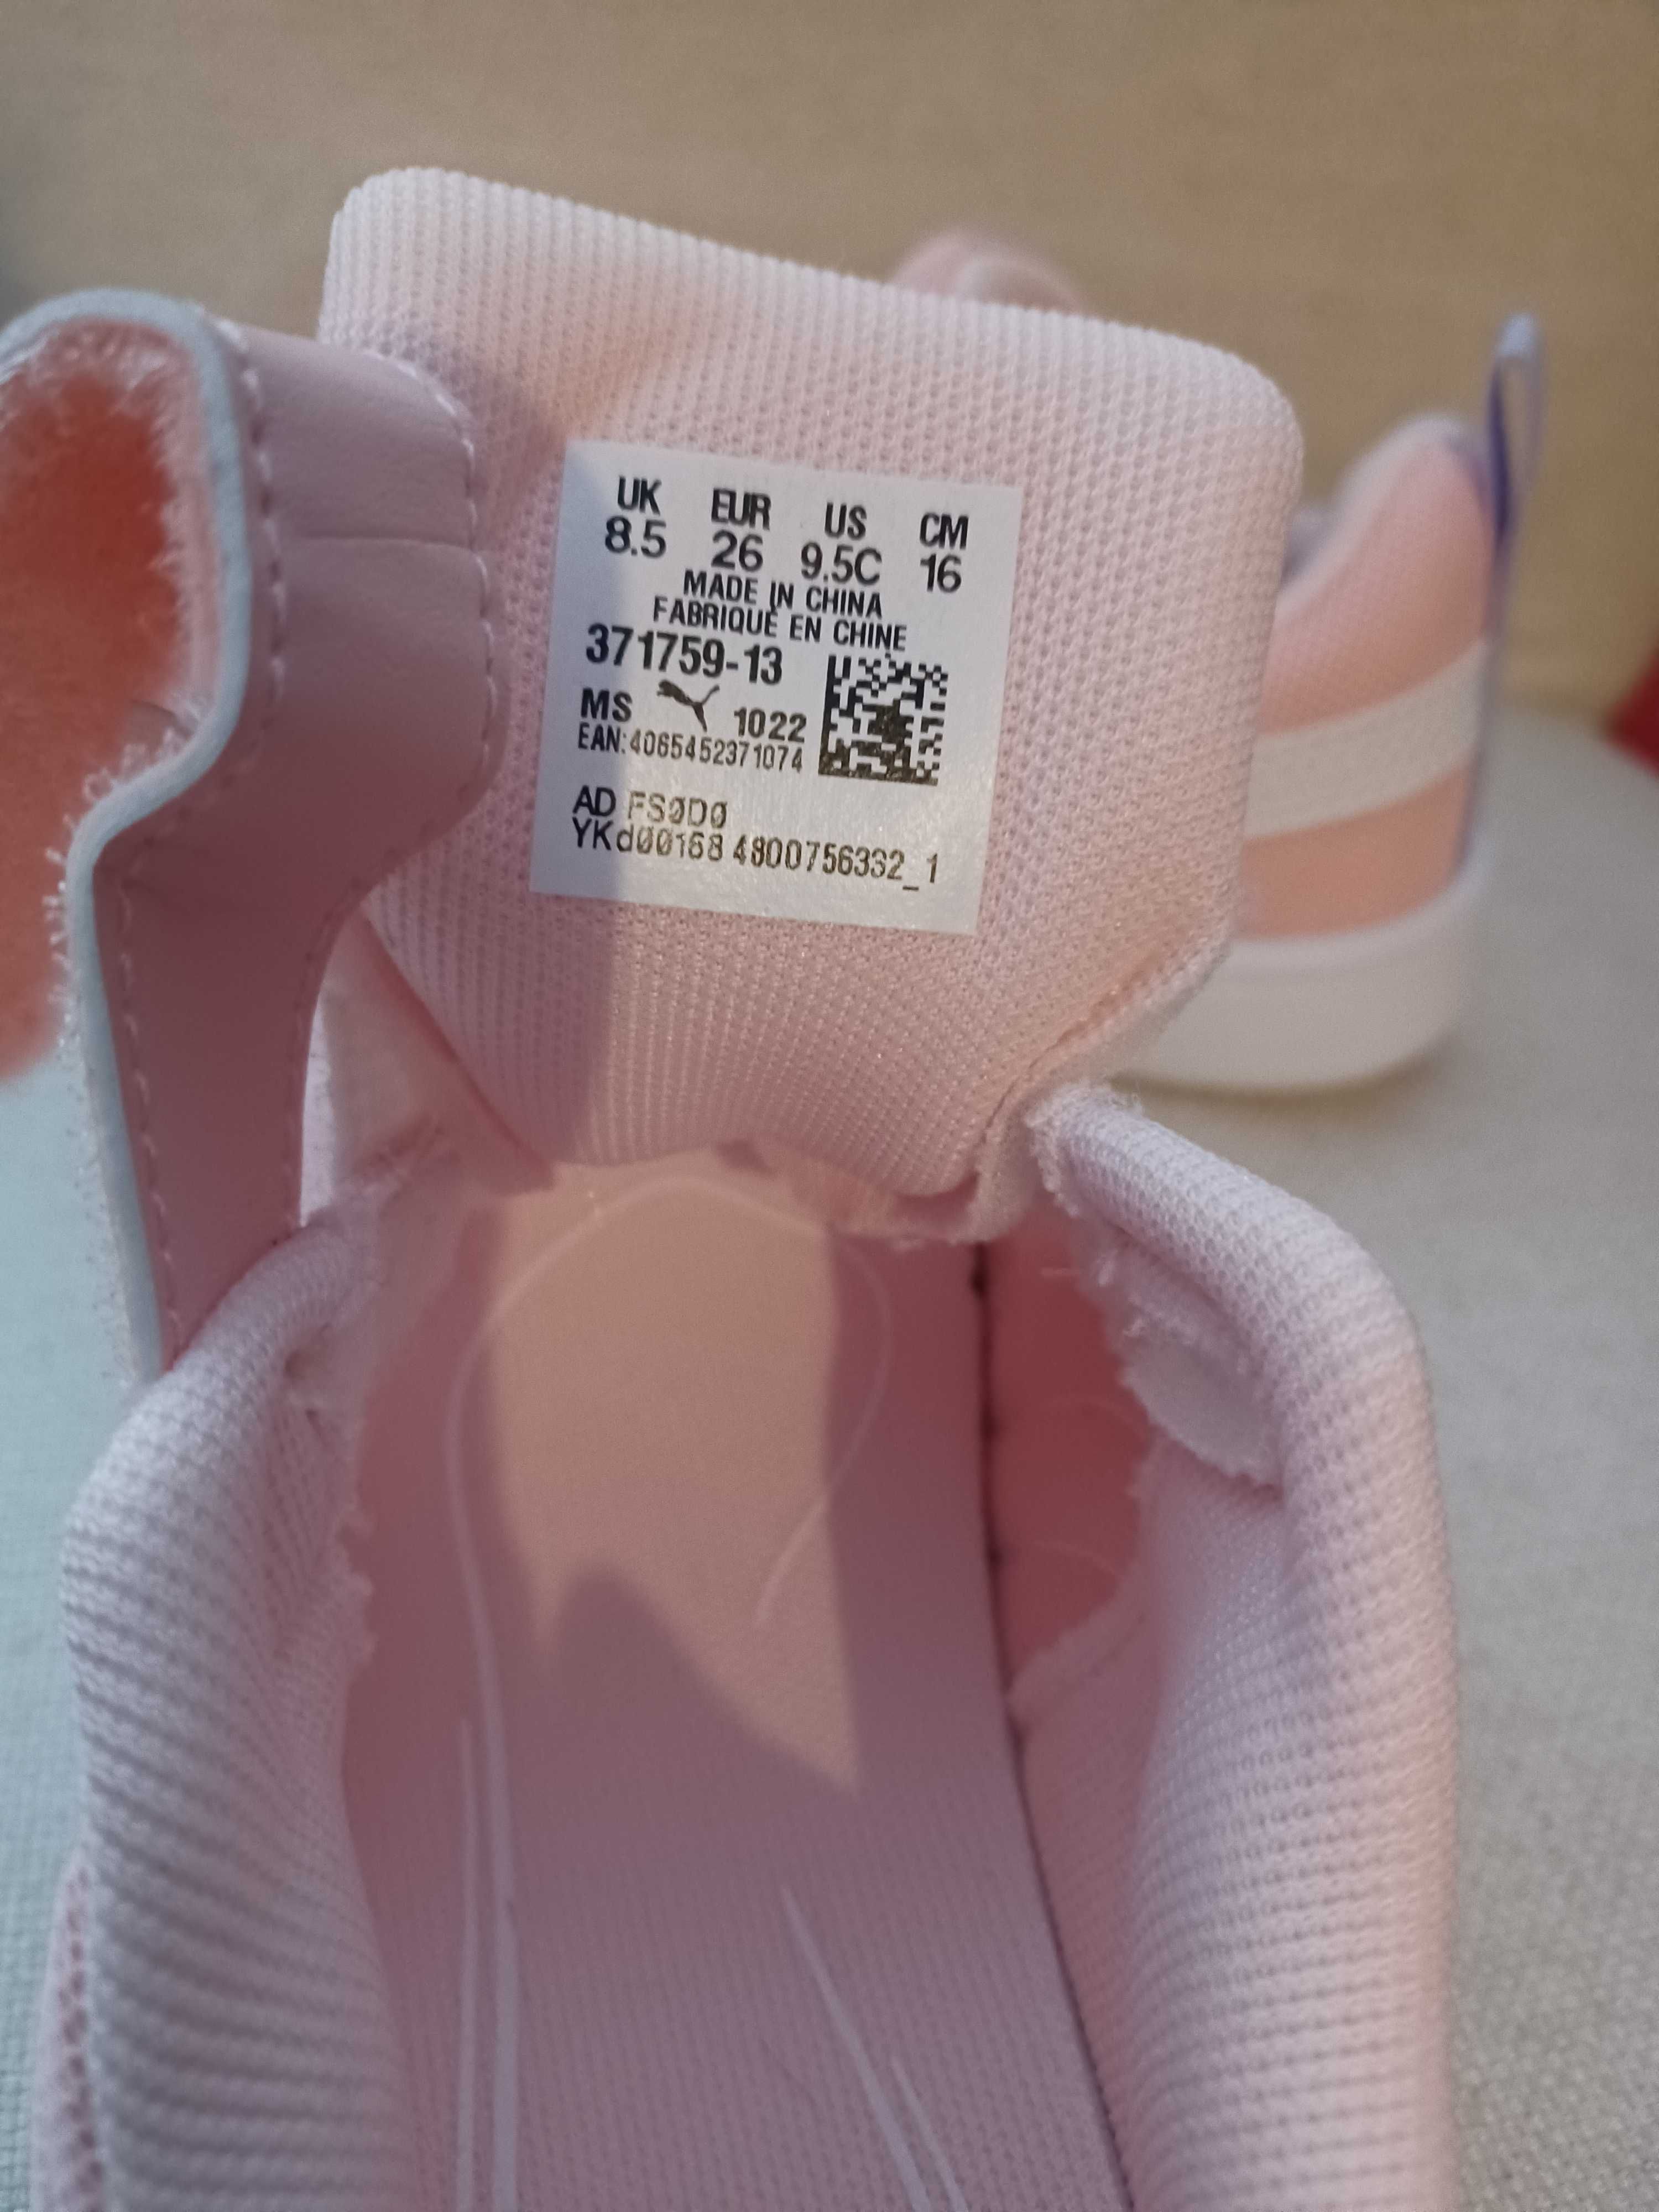 UK EUR US CM
8.5 26 9.5C 16
MADE IN CHINA
FABRIQUÉ EN CHINE
371759-13
MS 1022
EAN:4065452371074
AD FS0D0
YKd00168 4800756332_1